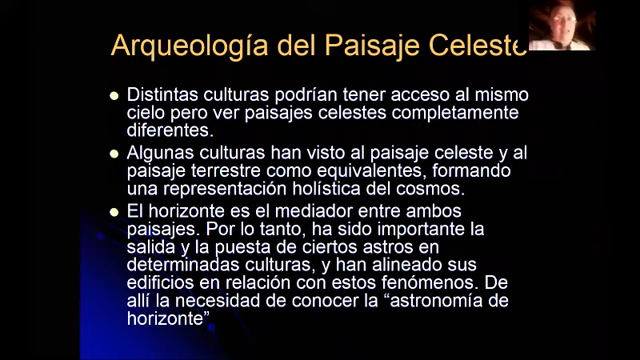 Arqueología del Paisaje Celeste
Distintas culturas podrían tener acceso al mismo
cielo pero ver paisajes celestes completamente
diferentes.
Algunas culturas han visto al paisaje celeste y al
paisaje terrestre como equivalentes, formando
una representación holística del cosmos.
El horizonte es el mediador entre ambos
paisajes. Por lo tanto, ha sido importante la
salida y la puesta de ciertos astros en
determinadas culturas, y han alineado sus
edificios en relación con estos fenómenos. De
allí la necesidad de conocer la “astronomía de
horizonte”